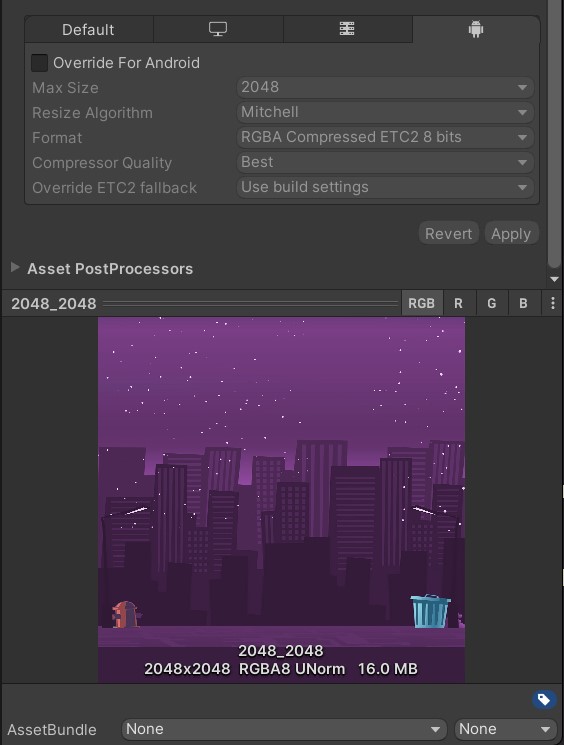 Default
Override For Android
Max Size 2048
Resize Algorithm Mitchell
Format RGBA Compressed ETC2 8 bits
Compressor Quality Best
Override ETC2 fallback Use build settings
Revert Apply
Asset PostProcessors
2048_2048 RGB R G B
2048_2048
2048x2048 RGBA8 UNorm 16.0 MB
AssetBundle None None